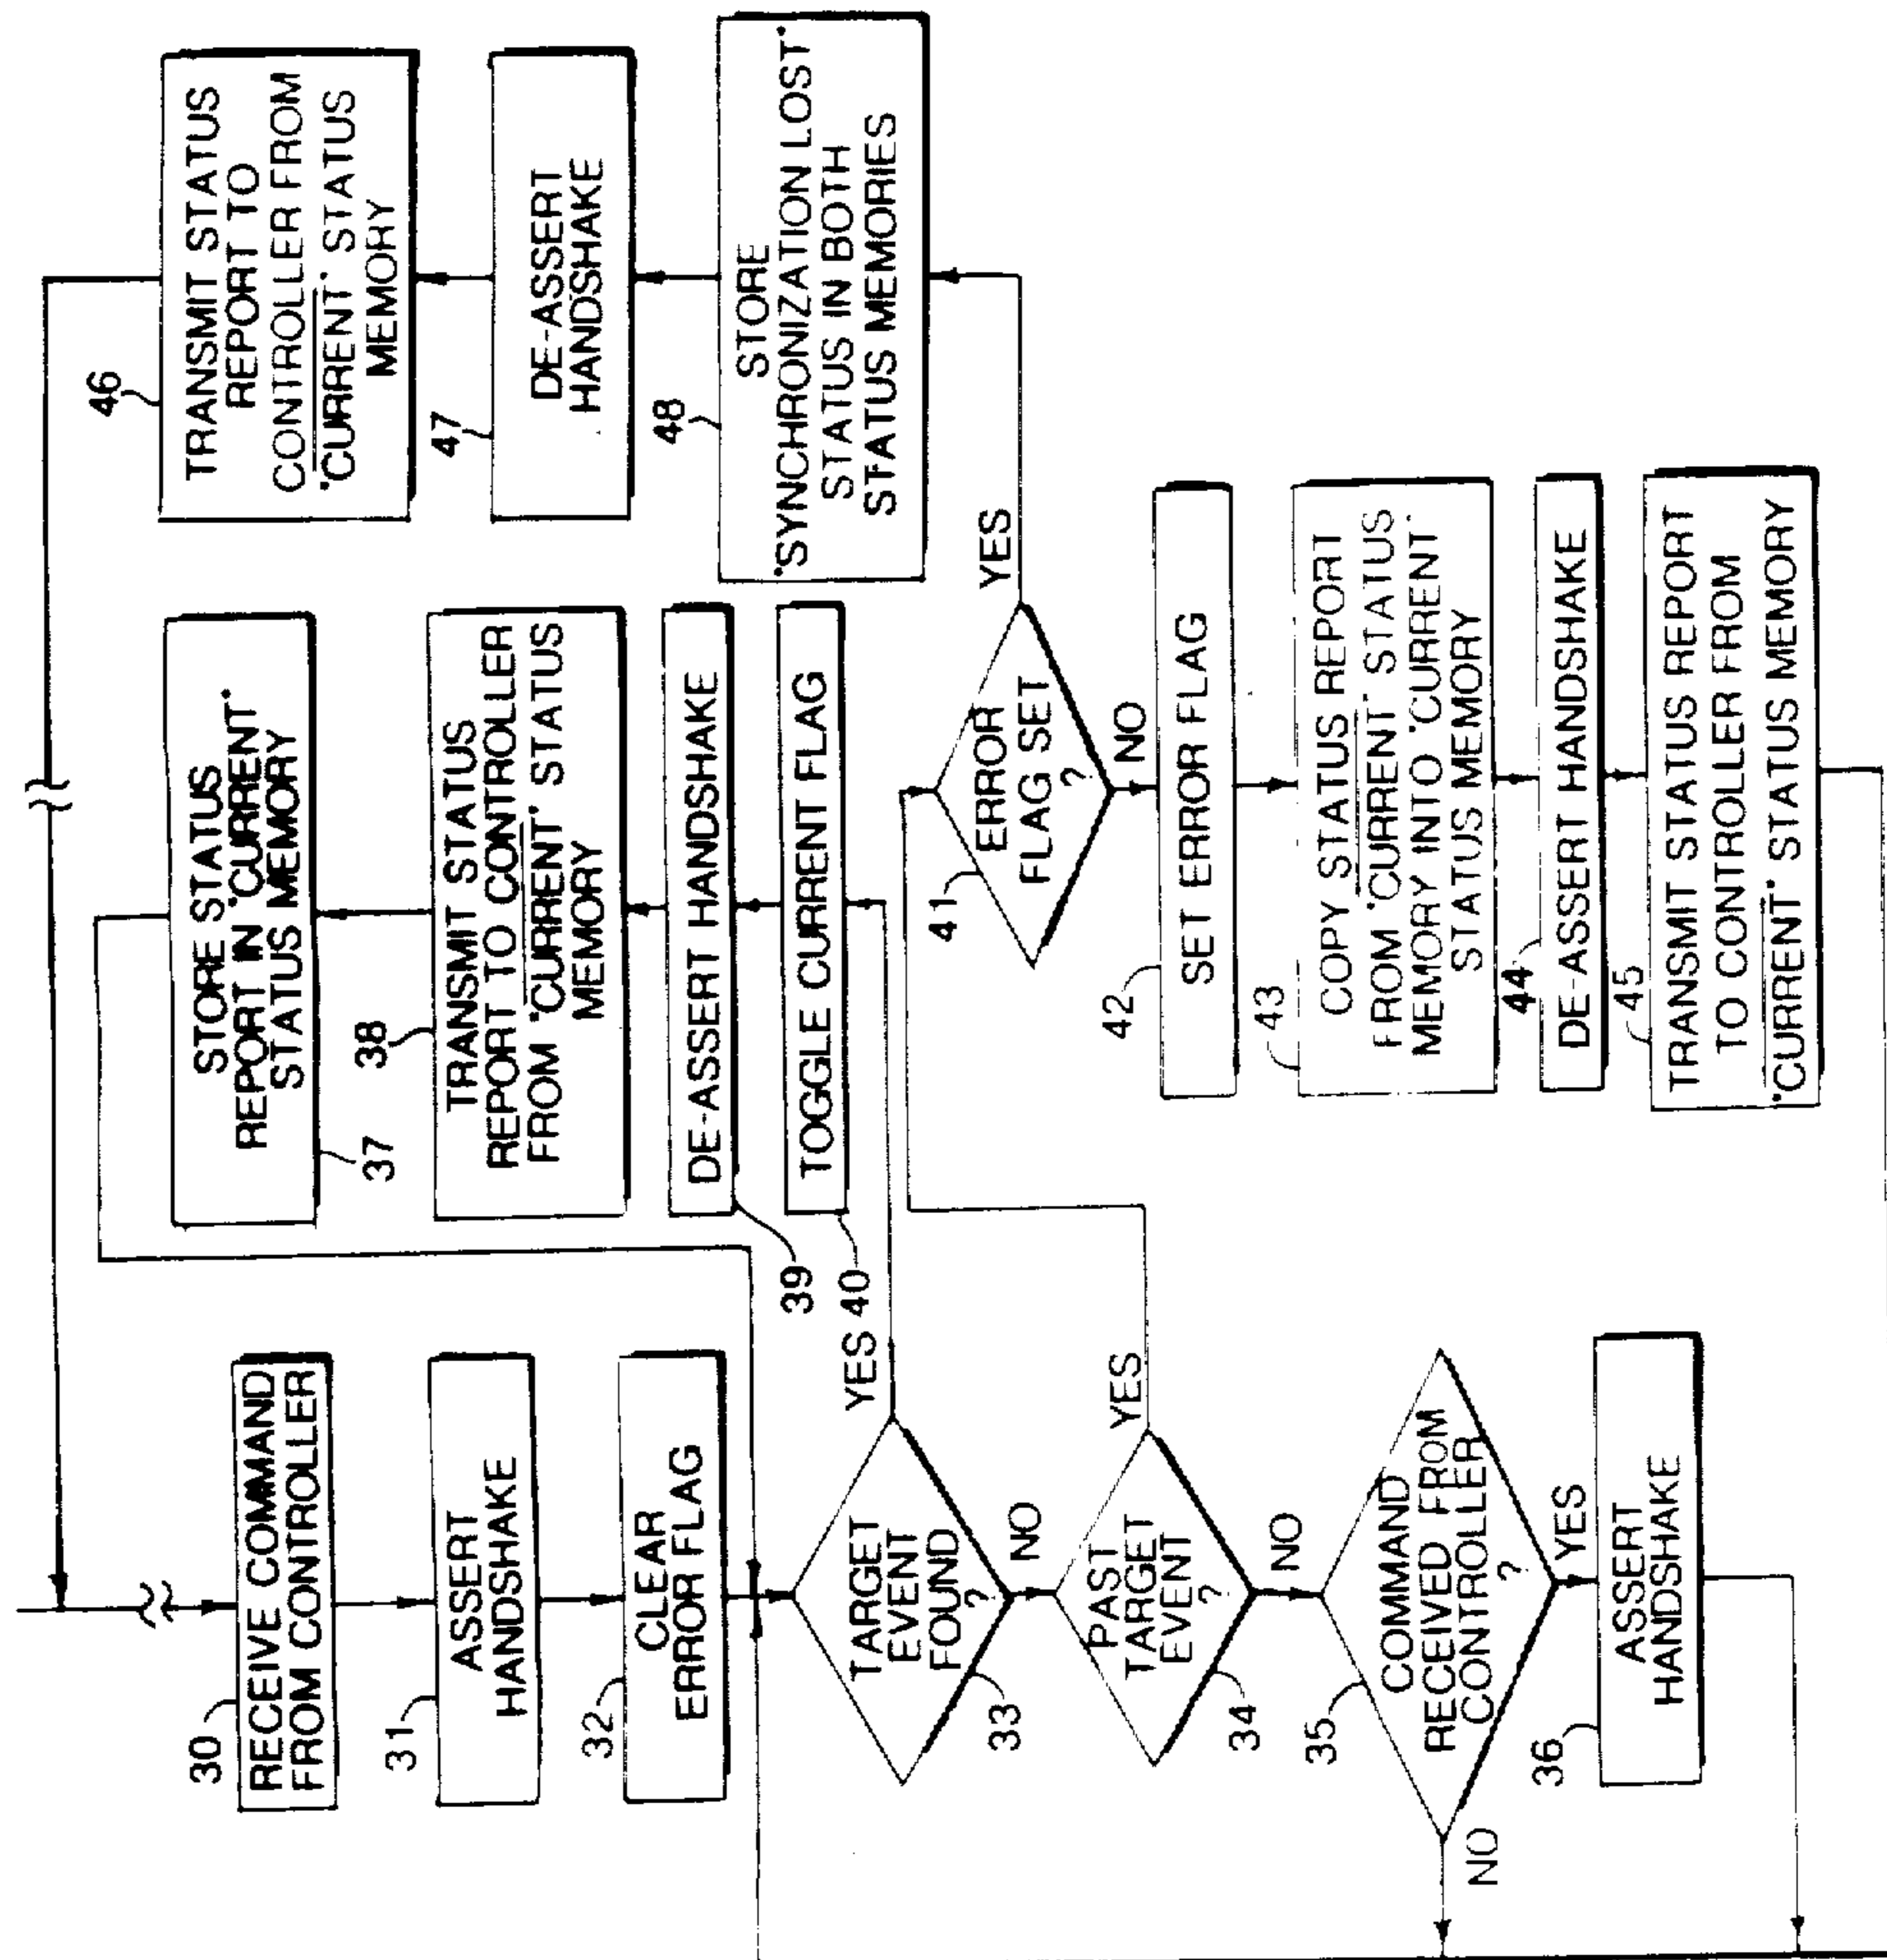 30
RECEIVE COMMAND
FROM CONTROLLER
31
ASSERT
HANDSHAKE
32
CLEAR
ERROR FLAG
TARGET
EVENT
FOUND
?
33
YES
NO
PAST
TARGET
EVENT
?
34
YES
NO
35
COMMAND
RECEIVED FROM
CONTROLLER
?
NO
YES
36
ASSERT
HANDSHAKE
STORE STATUS
REPORT IN "CURRENT"
STATUS MEMORY
37
38
TRANSMIT STATUS
REPORT TO CONTROLLER
FROM "CURRENT" STATUS
MEMORY
DE-ASSERT HANDSHAKE
39
TOGGLE CURRENT FLAG
40
41
ERROR
FLAG SET
?
YES
NO
42
SET ERROR FLAG
43
COPY STATUS REPORT
FROM "CURRENT" STATUS
MEMORY INTO "CURRENT"
STATUS MEMORY
44
DE-ASSERT HANDSHAKE
45
TRANSMIT STATUS REPORT
TO CONTROLLER FROM
"CURRENT" STATUS MEMORY
46
TRANSMIT STATUS
REPORT TO
CONTROLLER FROM
"CURRENT" STATUS
MEMORY
47
DE-ASSERT
HANDSHAKE
48
STORE
"SYNCHRONIZATION LOST"
STATUS IN BOTH
STATUS MEMORIES